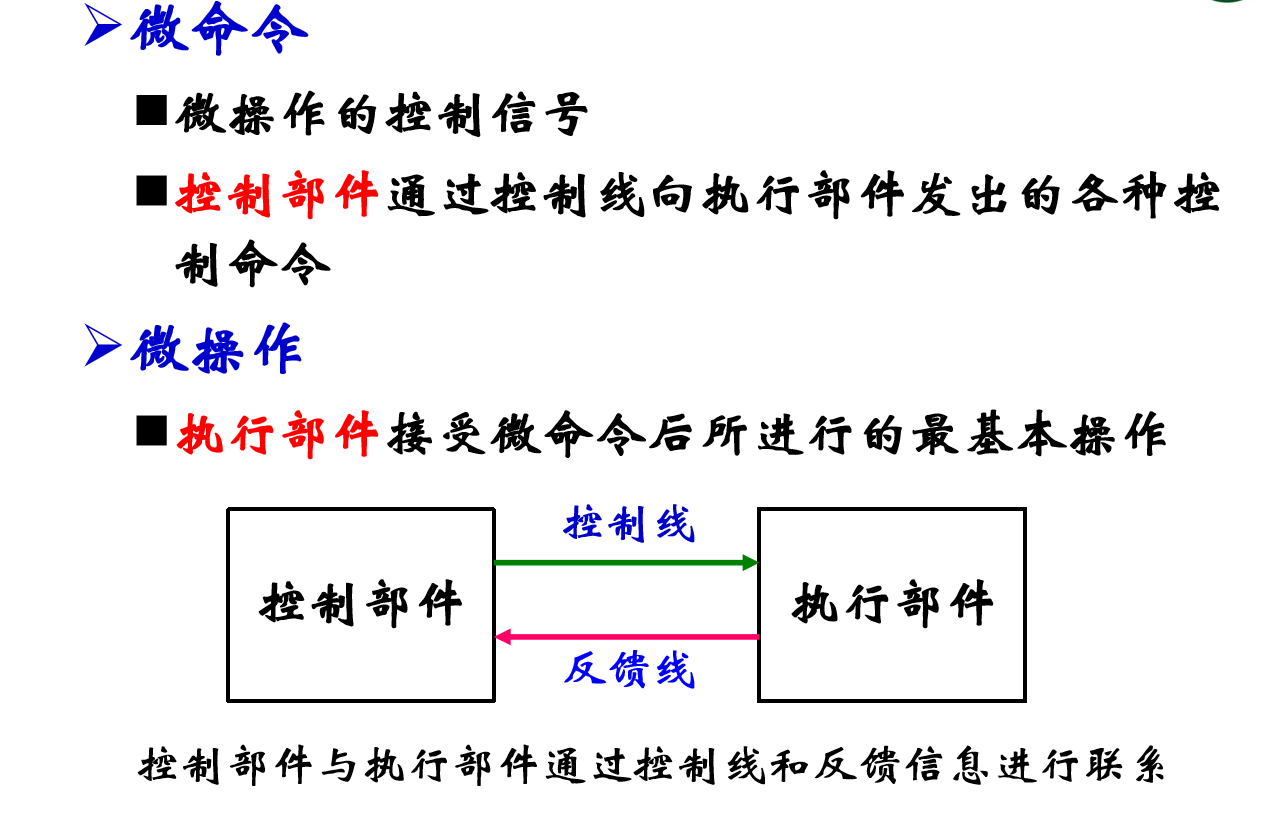 ➢微命令
■微操作的控制信号
■控制部件通过控制线向执行部件发出的各种控
制命令
➢微操作
■执行部件接受微命令后所进行的最基本操作
控制线
控制部件
执行部件
反馈线
控制部件与执行部件通过控制线和反馈信息进行联系